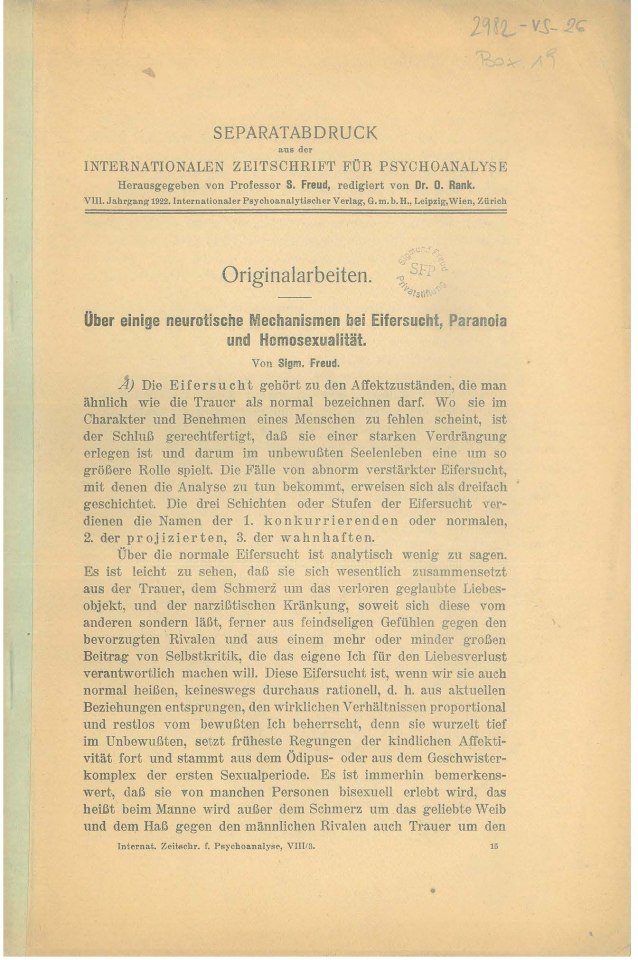 2982-VS-26
Box 19
SEPARATABDRUCK
aus der
INTERNATIONALEN ZEITSCHRIFT FÜR PSYCHOANALYSE
Herausgegeben von Professor S. Freud, redigiert von Dr. O. Rank.
VIII. Jahrgang 1922. Internationaler Psychoanalytischer Verlag, G. m. b. H., Leipzig, Wien, Zürich
Sigmund Freud
SFP
Privatstiftung
Originalarbeiten.
Über einige neurotische Mechanismen bei Eifersucht, Paranoia
und Homosexualität.
Von Sigm. Freud.
A) Die Eifersucht gehört zu den Affektzuständen, die man
ähnlich wie die Trauer als normal bezeichnen darf. Wo sie im
Charakter und Benehmen eines Menschen zu fehlen scheint, ist
der Schluß gerechtfertigt, daß sie einer starken Verdrängung
erlegen ist und darum im unbewußten Seelenleben eine um so
größere Rolle spielt. Die Fälle von abnorm verstärkter Eifersucht,
mit denen die Analyse zu tun bekommt, erweisen sich als dreifach
geschichtet. Die drei Schichten oder Stufen der Eifersucht ver-
dienen die Namen der 1. konkurrierenden oder normalen,
2. der projizierten, 3. der wahnhaften.
Über die normale Eifersucht ist analytisch wenig zu sagen.
Es ist leicht zu sehen, daß sie sich wesentlich zusammensetzt
aus der Trauer, dem Schmerz um das verloren geglaubte Liebes-
objekt, und der narzißtischen Kränkung, soweit sich diese vom
anderen sondern läßt, ferner aus feindseligen Gefühlen gegen den
bevorzugten Rivalen und aus einem mehr oder minder großen
Beitrag von Selbstkritik, die das eigene Ich für den Liebesverlust
verantwortlich machen will. Diese Eifersucht ist, wenn wir sie auch
normal heißen, keineswegs durchaus rationell, d. h. aus aktuellen
Beziehungen entsprungen, den wirklichen Verhältnissen proportional
und restlos vom bewußten Ich beherrscht, denn sie wurzelt tief
im Unbewußten, setzt früheste Regungen der kindlichen Affekti-
vität fort und stammt aus dem Ödipus- oder aus dem Geschwister-
komplex der ersten Sexualperiode. Es ist immerhin bemerkens-
wert, daß sie von manchen Personen bisexuell erlebt wird, das
heißt beim Manne wird außer dem Schmerz um das geliebte Weib
und dem Haß gegen den männlichen Rivalen auch Trauer um den
Internat. Zeitschr. f. Psychoanalyse, VIII/3. 15